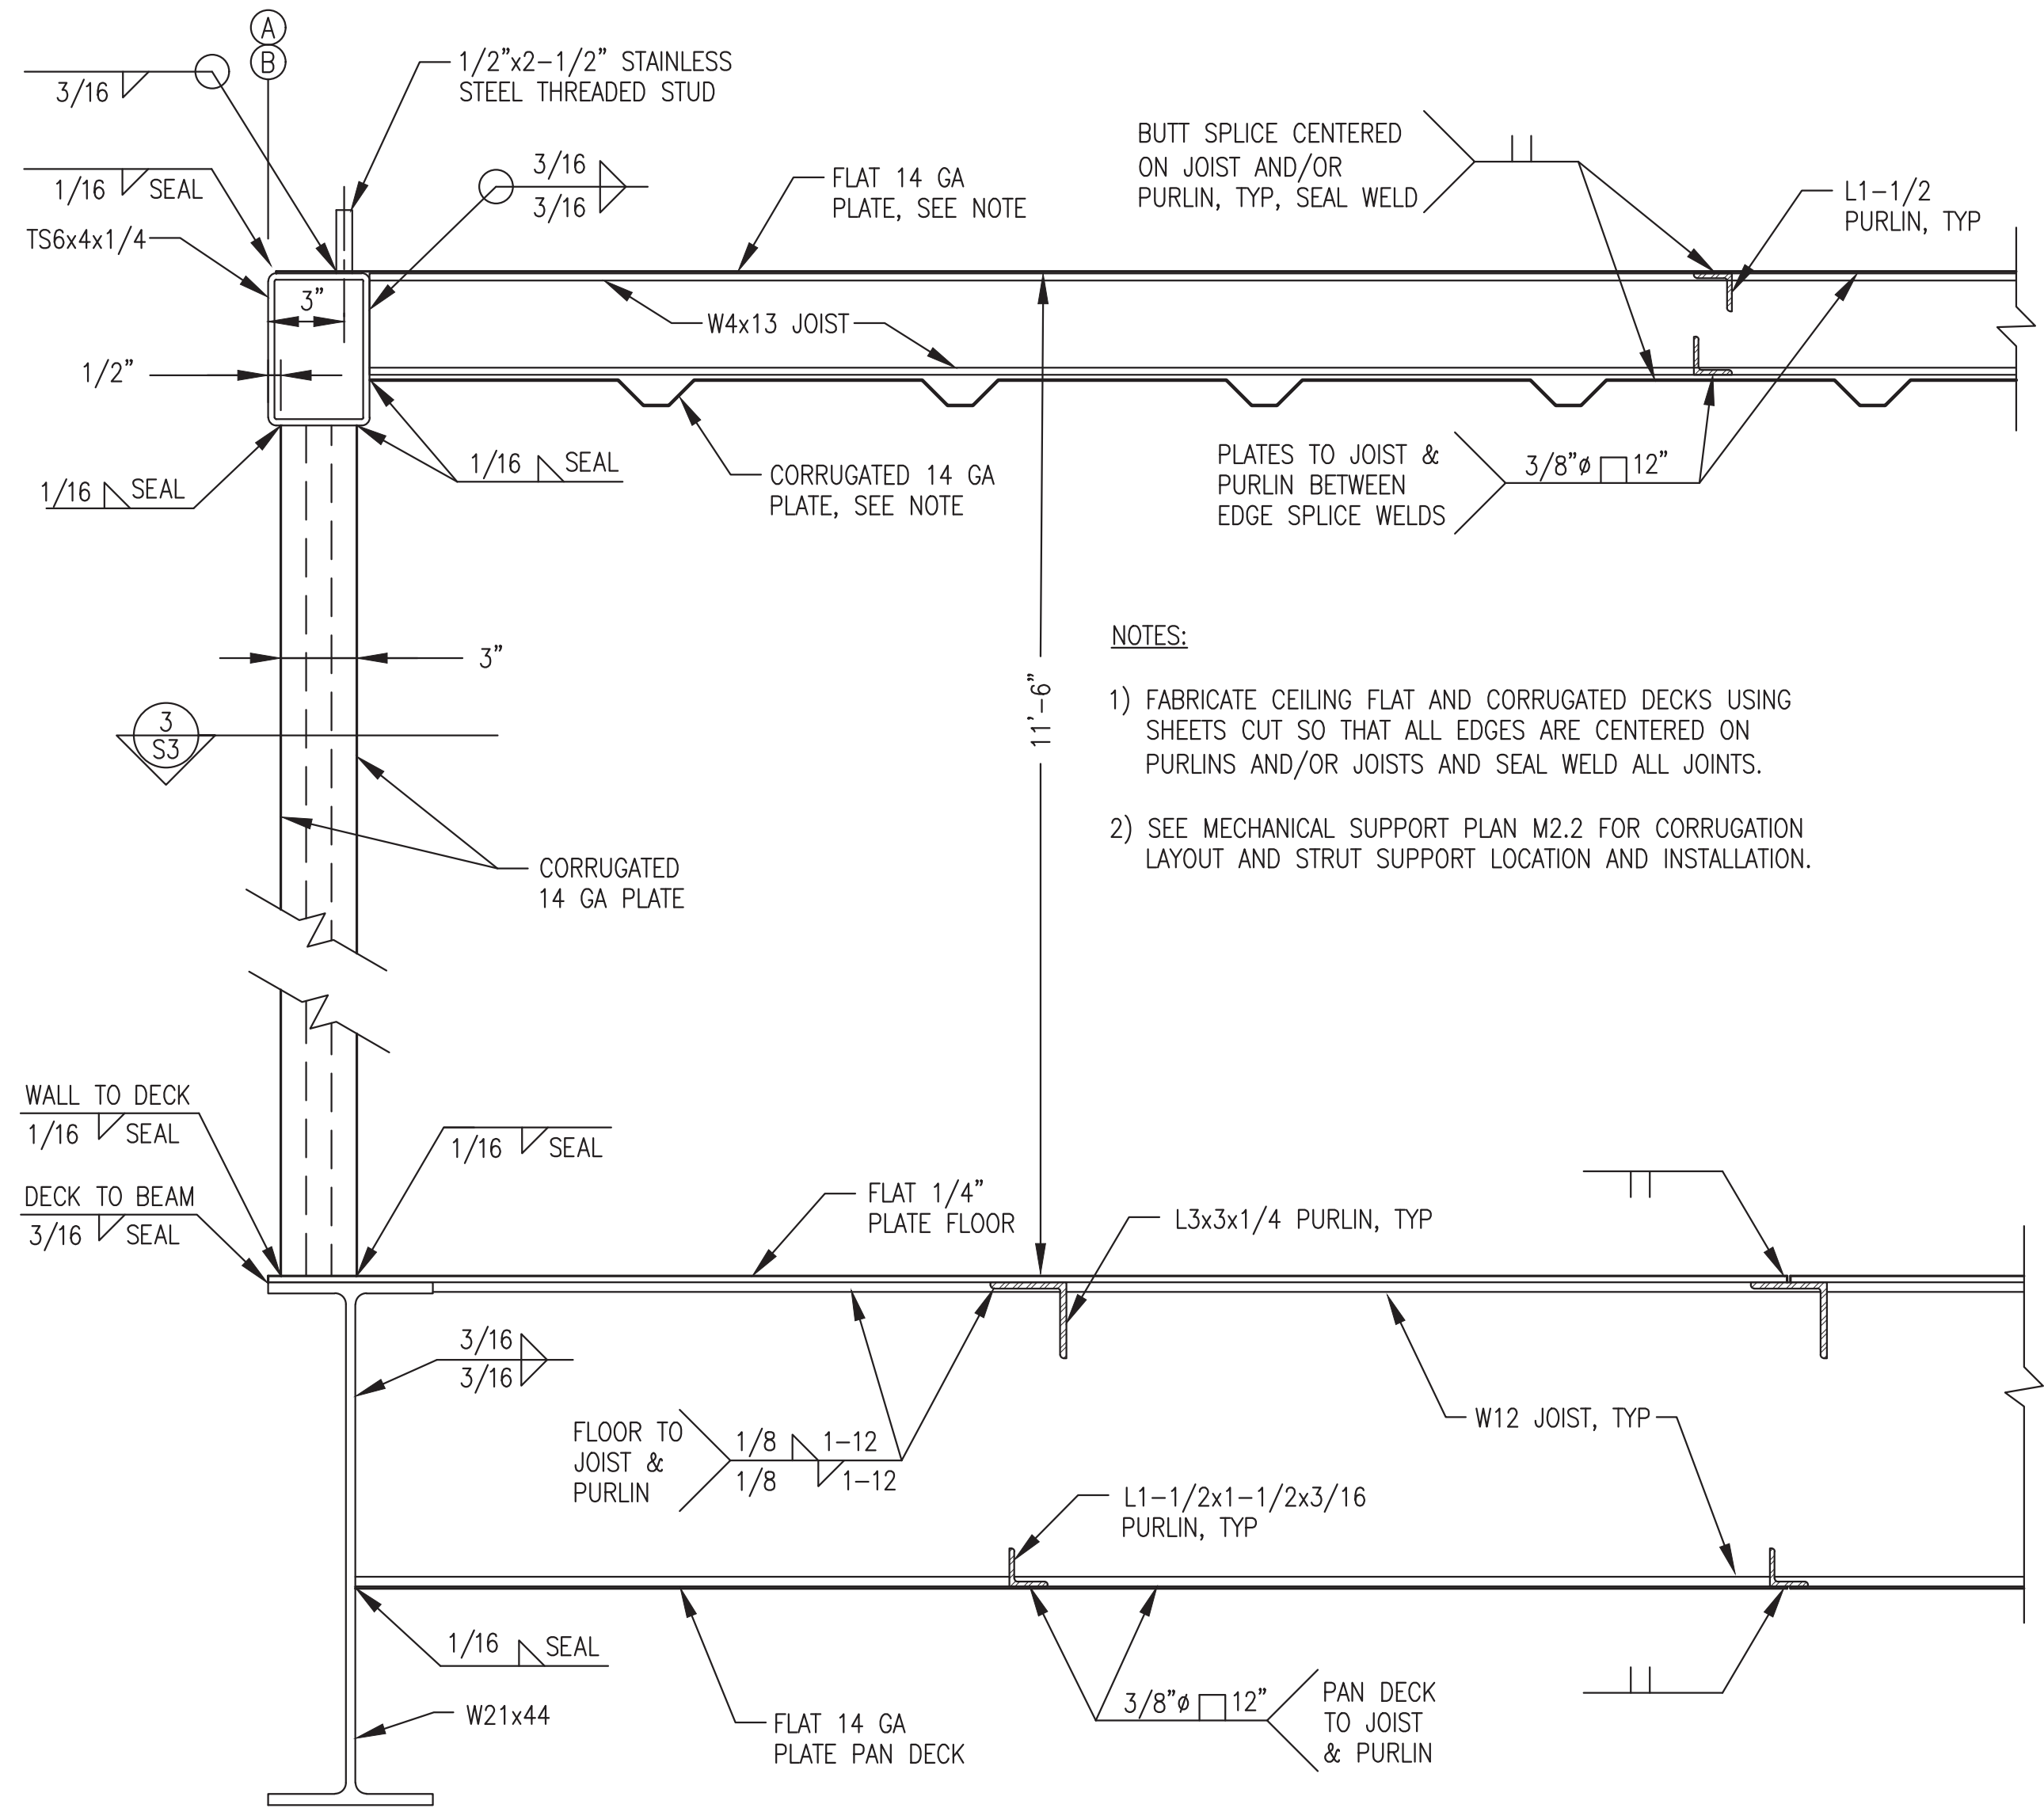 A
B
3/16
1/2”x2-1/2” STAINLESS
STEEL THREADED STUD
1/16 SEAL
3/16
3/16
TS6x4x1/4
FLAT 14 GA
PLATE, SEE NOTE
BUTT SPLICE CENTERED
ON JOIST AND/OR
PURLIN, TYP, SEAL WELD
L1-1/2
PURLIN, TYP
3”
W4x13 JOIST
1/2”
1/16 SEAL
1/16 SEAL
CORRUGATED 14 GA
PLATE, SEE NOTE
PLATES TO JOIST &
PURLIN BETWEEN
EDGE SPLICE WELDS
3/8”ø 12”
3”
11’-6”
3
S3
NOTES:
1) FABRICATE CEILING FLAT AND CORRUGATED DECKS USING
SHEETS CUT SO THAT ALL EDGES ARE CENTERED ON
PURLINS AND/OR JOISTS AND SEAL WELD ALL JOINTS.
2) SEE MECHANICAL SUPPORT PLAN M2.2 FOR CORRUGATION
LAYOUT AND STRUT SUPPORT LOCATION AND INSTALLATION.
CORRUGATED
14 GA PLATE
WALL TO DECK
1/16 SEAL
DECK TO BEAM
3/16 SEAL
1/16 SEAL
FLAT 1/4”
PLATE FLOOR
L3x3x1/4 PURLIN, TYP
3/16
3/16
FLOOR TO
JOIST &
PURLIN
1/8 1-12
1/8 1-12
W12 JOIST, TYP
L1-1/2x1-1/2x3/16
PURLIN, TYP
1/16 SEAL
W21x44
FLAT 14 GA
PLATE PAN DECK
3/8”ø 12”
PAN DECK
TO JOIST
& PURLIN